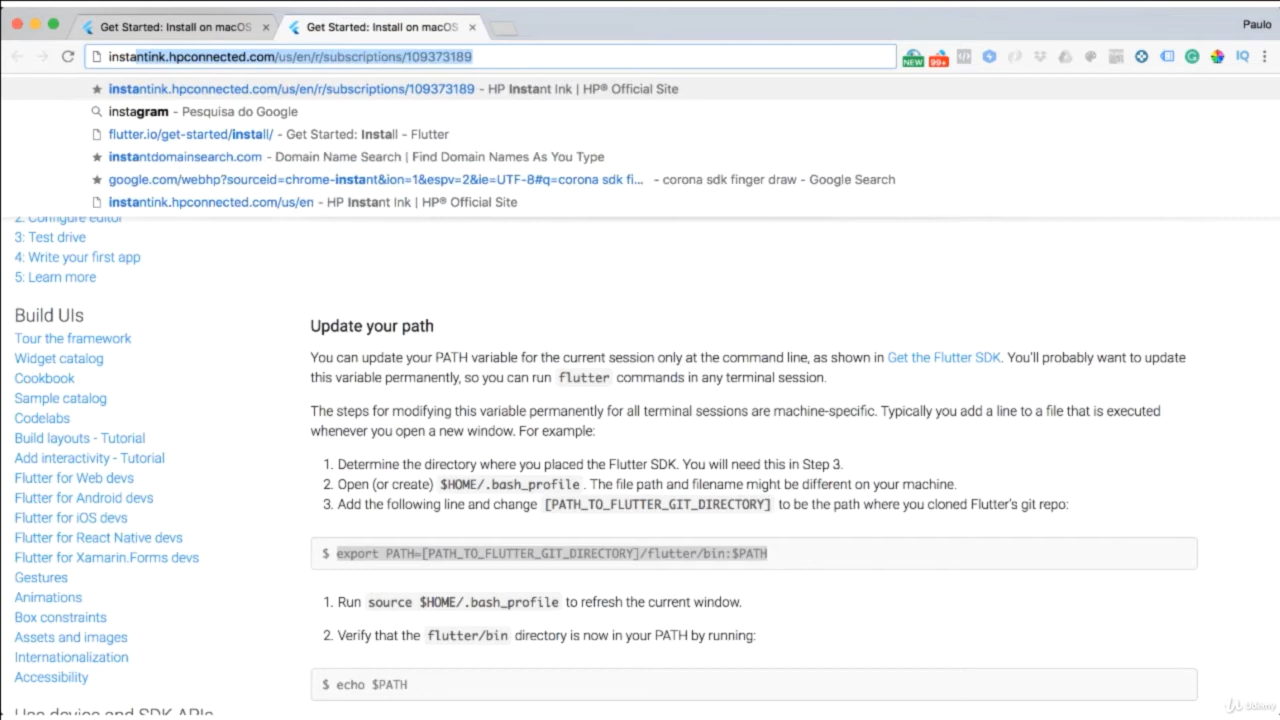 Get Started: Install on macOS
Get Started: Install on macOS
Paulo
instantink.hpconnected.com/us/en/r/subscriptions/109373189
NEW
99+
IQ
instantink.hpconnected.com/us/en/r/subscriptions/109373189 - HP Instant Ink | HP® Official Site
instagram - Pesquisa do Google
flutter.io/get-started/install/ - Get Started: Install - Flutter
instantdomainsearch.com - Domain Name Search | Find Domain Names As You Type
google.com/webhp?sourceid=chrome-instant&ion=1&espv=2&ie=UTF-8#q=corona sdk fi... - corona sdk finger draw - Google Search
instantink.hpconnected.com/us/en - HP Instant Ink | HP® Official Site
2: Configure editor
3: Test drive
4: Write your first app
5: Learn more
Build UIs
Tour the framework
Widget catalog
Cookbook
Sample catalog
Codelabs
Build layouts - Tutorial
Add interactivity - Tutorial
Flutter for Web devs
Flutter for Android devs
Flutter for iOS devs
Flutter for React Native devs
Flutter for Xamarin.Forms devs
Gestures
Animations
Box constraints
Assets and images
Internationalization
Accessibility
Use device and SDK APIs
Update your path
You can update your PATH variable for the current session only at the command line, as shown in Get the Flutter SDK. You'll probably want to update
this variable permanently, so you can run flutter commands in any terminal session.
The steps for modifying this variable permanently for all terminal sessions are machine-specific. Typically you add a line to a file that is executed
whenever you open a new window. For example:
1. Determine the directory where you placed the Flutter SDK. You will need this in Step 3.
2. Open (or create) $HOME/.bash_profile. The file path and filename might be different on your machine.
3. Add the following line and change [PATH_TO_FLUTTER_GIT_DIRECTORY] to be the path where you cloned Flutter's git repo:
$ export PATH=[PATH_TO_FLUTTER_GIT_DIRECTORY]/flutter/bin:$PATH
1. Run source $HOME/.bash_profile to refresh the current window.
2. Verify that the flutter/bin directory is now in your PATH by running:
$ echo $PATH
udemy